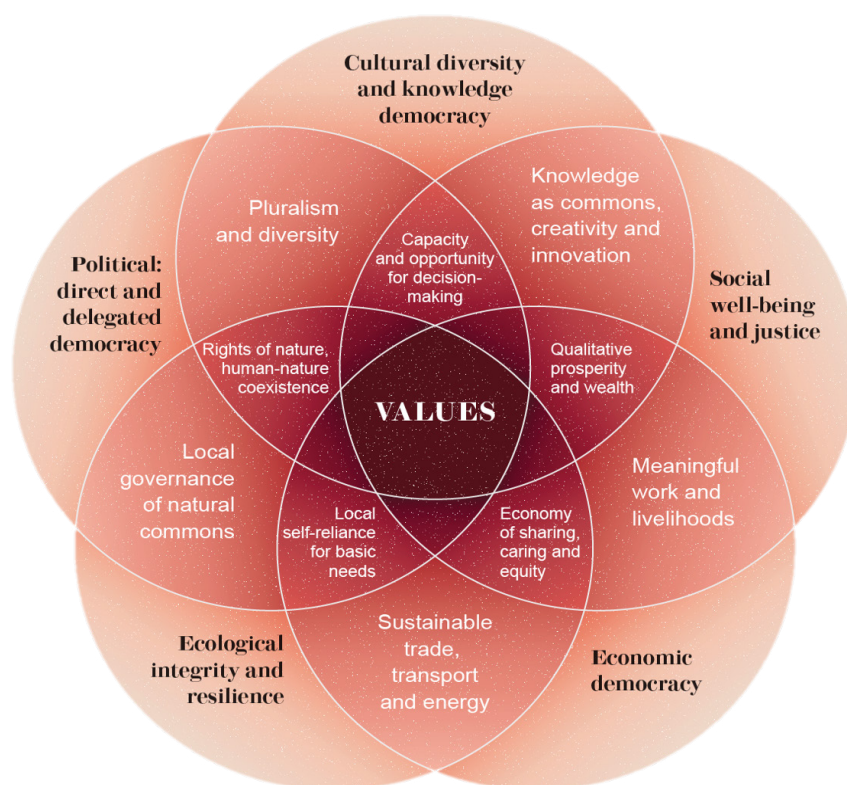 Cultural diversity
and knowledge
democracy
Pluralism
and diversity
Knowledge
as commons,
creativity and
innovation
Capacity
and opportunity
for decision-
making
Political:
direct and
delegated
democracy
Social
well-being
and justice
Rights of nature,
human-nature
coexistence
Qualitative
prosperity
and wealth
VALUES
Local
governance
of natural
commons
Meaningful
work and
livelihoods
Local
self-reliance
for basic
needs
Economy
of sharing,
caring and
equity
Ecological
integrity and
resilience
Sustainable
trade,
transport
and energy
Economic
democracy